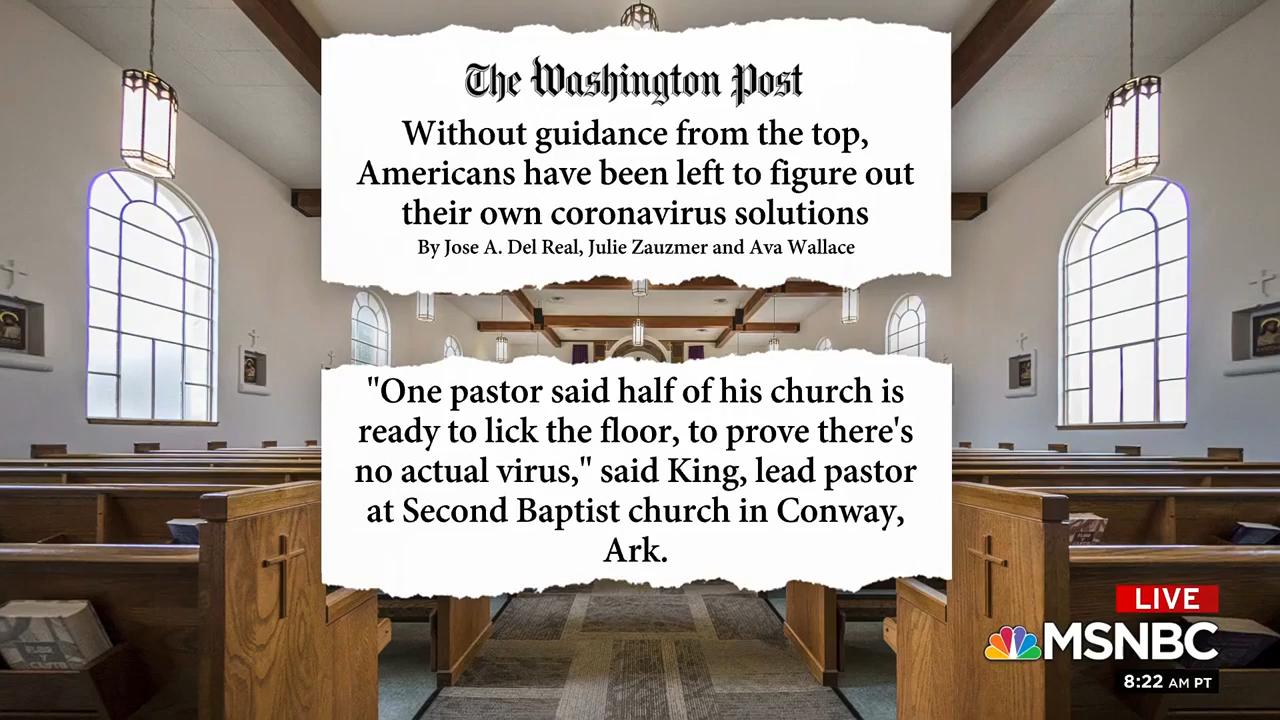 The Washington Post
Without guidance from the top,
Americans have been left to figure out
their own coronavirus solutions
By Jose A. Del Real, Julie Zauzmer and Ava Wallace
"One pastor said half of his church is
ready to lick the floor, to prove there's
no actual virus," said King, lead pastor
at Second Baptist church in Conway,
Ark.
LIVE
MSNBC
8:22 AM PT